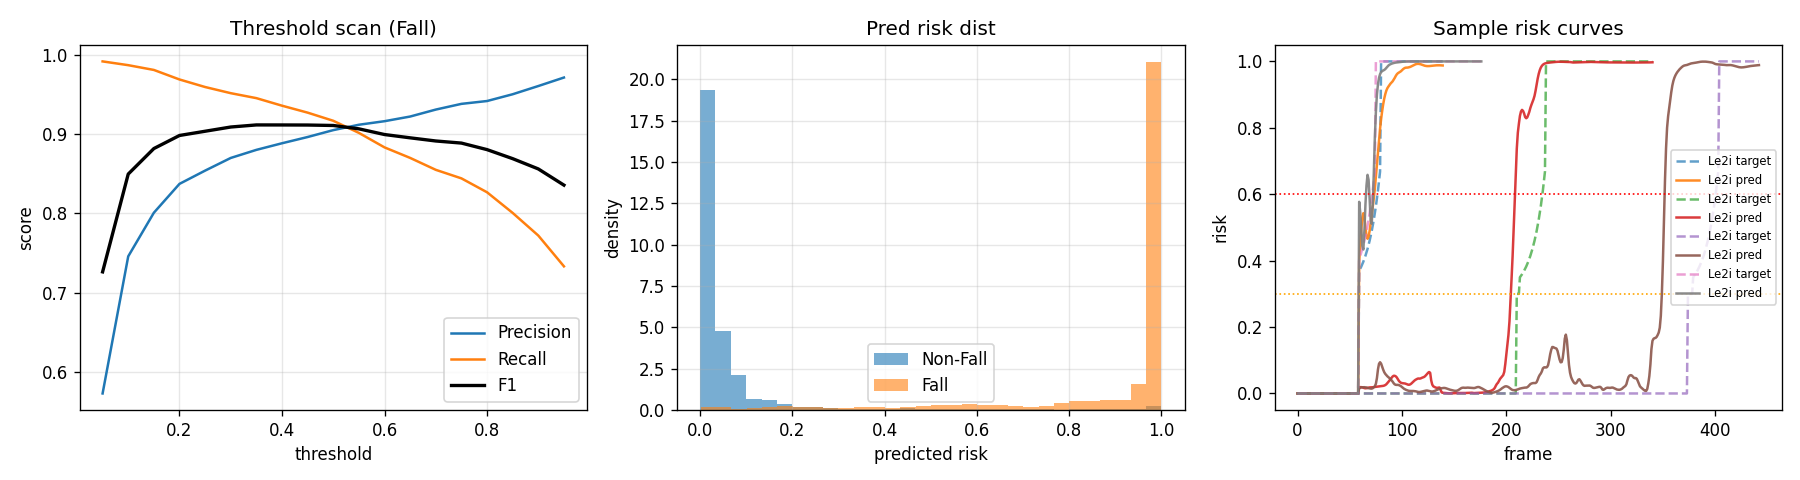 Threshold scan (Fall)
1.0
0.9
0.8
0.7
0.6
score
0.2
0.4
0.6
0.8
threshold
Precision
Recall
F1
Pred risk dist
20.0
17.5
15.0
12.5
10.0
7.5
5.0
2.5
0.0
density
0.0
0.2
0.4
0.6
0.8
1.0
predicted risk
Non-Fall
Fall
Sample risk curves
1.0
0.8
0.6
0.4
0.2
0.0
risk
0
100
200
300
400
frame
Le2i target
Le2i pred
Le2i target
Le2i pred
Le2i target
Le2i pred
Le2i target
Le2i pred